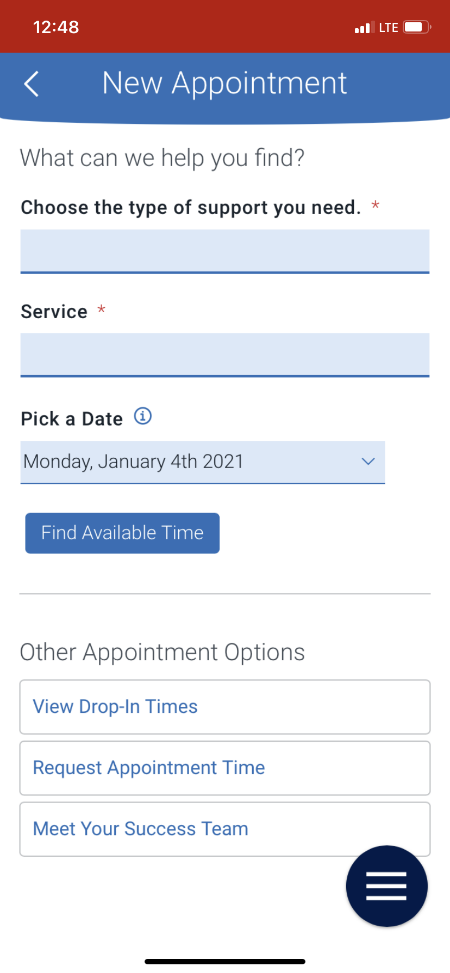 12:48
LTE
New Appointment
What can we help you find?
Choose the type of support you need. *
Service *
Pick a Date
Monday, January 4th 2021
Find Available Time
Other Appointment Options
View Drop-In Times
Request Appointment Time
Meet Your Success Team